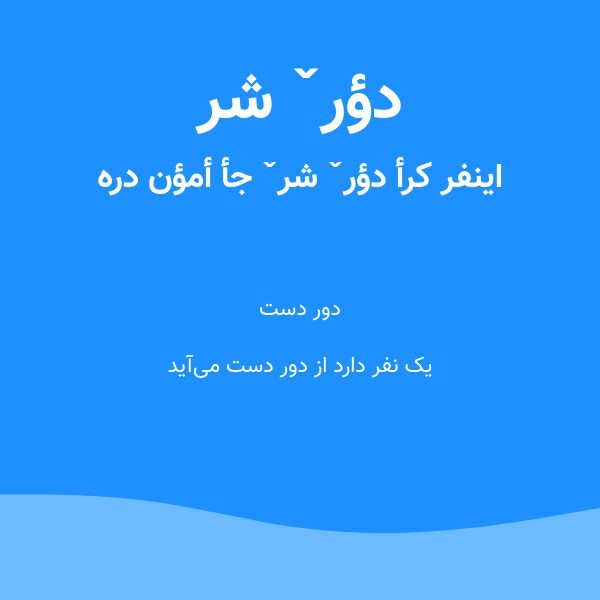 دؤرˇ شر
اینفر کرأ دؤرˇ شرˇ جأ أمؤن دره
دور دست
یک نفر دارد از دور دست می‌آید